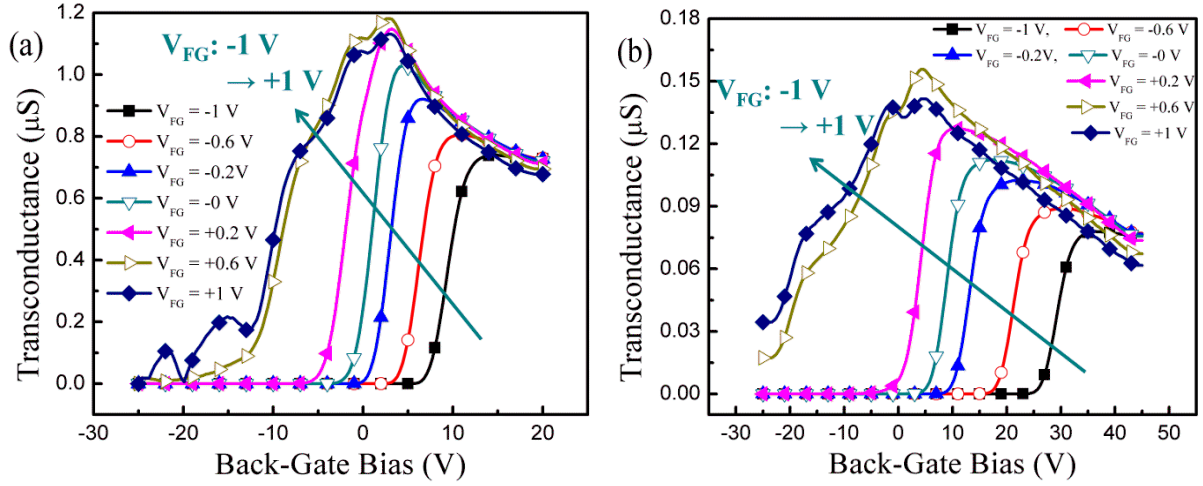 (a)
V_FG: -1 V
→ +1 V
V_FG = -1 V
V_FG = -0.6 V
V_FG = -0.2V
V_FG = -0 V
V_FG = +0.2 V
V_FG = +0.6 V
V_FG = +1 V
Transconductance (μS)
1.2
1.0
0.8
0.6
0.4
0.2
0.0
-30 -20 -10 0 10 20
Back-Gate Bias (V)
(b)
V_FG = -1 V, V_FG = -0.6 V
V_FG = -0.2V, V_FG = -0 V
V_FG = +0.2 V
V_FG = +0.6 V
V_FG = +1 V
V_FG: -1 V
→ +1 V
Transconductance (μS)
0.18
0.15
0.12
0.09
0.06
0.03
0.00
-30 -20 -10 0 10 20 30 40 50
Back-Gate Bias (V)